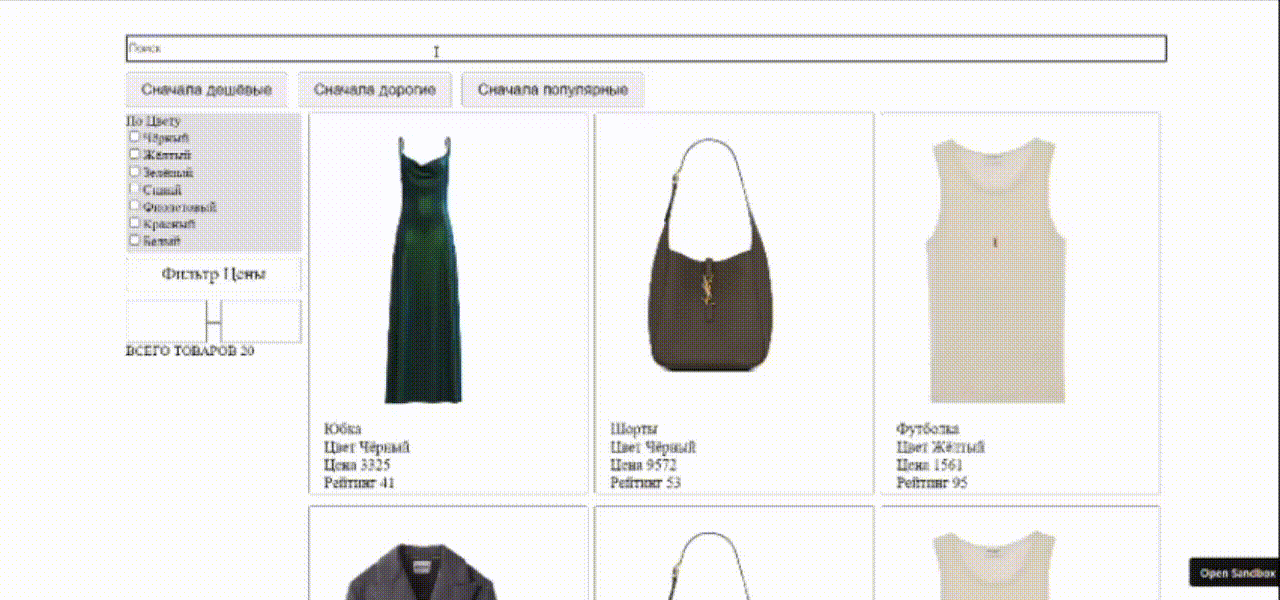 Поиск
Сначала дешёвые
Сначала дорогие
Сначала популярные
По Цвету
Чёрный
Жёлтый
Зелёный
Синий
Фиолетовый
Красный
Белый
Фильтр Цены
ВСЕГО ТОВАРОВ 20
Юбка
Цвет Чёрный
Цена 3325
Рейтинг 41
Шорты
Цвет Чёрный
Цена 9572
Рейтинг 53
Футболка
Цвет Жёлтый
Цена 1561
Рейтинг 95
Open Sandbox